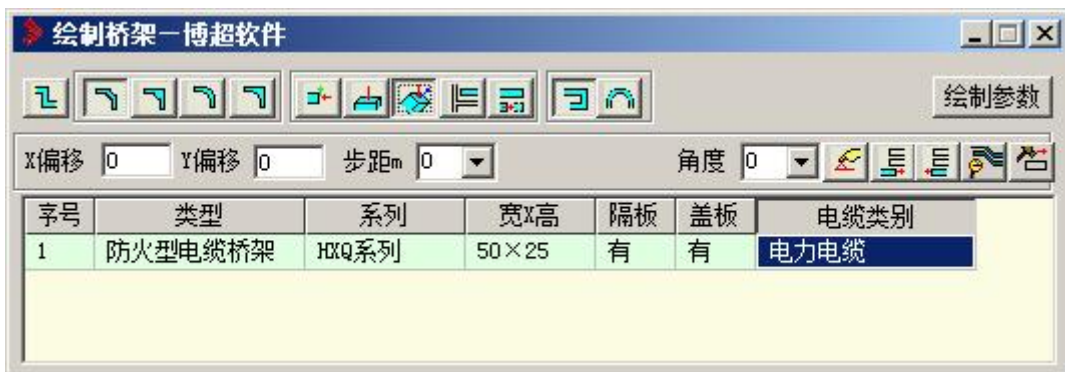 绘制桥架－博超软件
绘制参数
X偏移 0 Y偏移 0 步距m 0 角度 0
序号 类型 系列 宽X高 隔板 盖板 电缆类别
1 防火型电缆桥架 HXQ系列 50×25 有 有 电力电缆